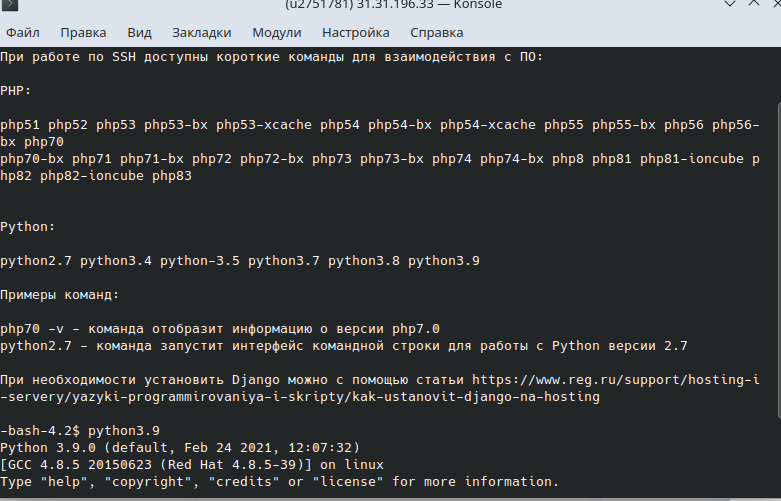 (u2751781) 31.31.196.33 — Konsole
Файл Правка Вид Закладки Модули Настройка Справка
При работе по SSH доступны короткие команды для взаимодействия с ПО:
PHP:
php51 php52 php53 php53-bx php53-xcache php54 php54-bx php54-xcache php55 php55-bx php56 php56-
bx php70
php70-bx php71 php71-bx php72 php72-bx php73 php73-bx php74 php74-bx php8 php81 php81-ioncube p
hp82 php82-ioncube php83
Python:
python2.7 python3.4 python-3.5 python3.7 python3.8 python3.9
Примеры команд:
php70 -v - команда отобразит информацию о версии php7.0
python2.7 - команда запустит интерфейс командной строки для работы с Python версии 2.7
При необходимости установить Django можно с помощью статьи https://www.reg.ru/support/hosting-i
-servery/yazyki-programmirovaniya-i-skripty/kak-ustanovit-django-na-hosting
-bash-4.2$ python3.9
Python 3.9.0 (default, Feb 24 2021, 12:07:32)
[GCC 4.8.5 20150623 (Red Hat 4.8.5-39)] on linux
Type "help", "copyright", "credits" or "license" for more information.